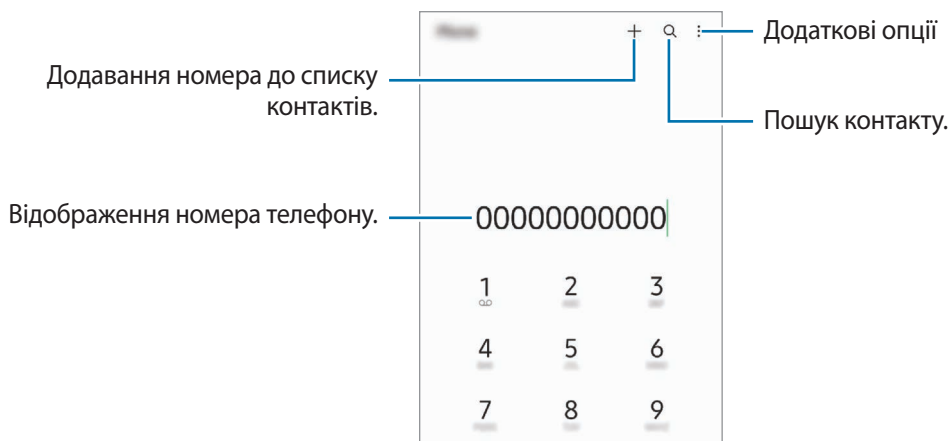 Додаткові опції
Додавання номера до списку
контактів.
Пошук контакту.
Відображення номера телефону.
00000000000
1 2 3
4 5 6
7 8 9